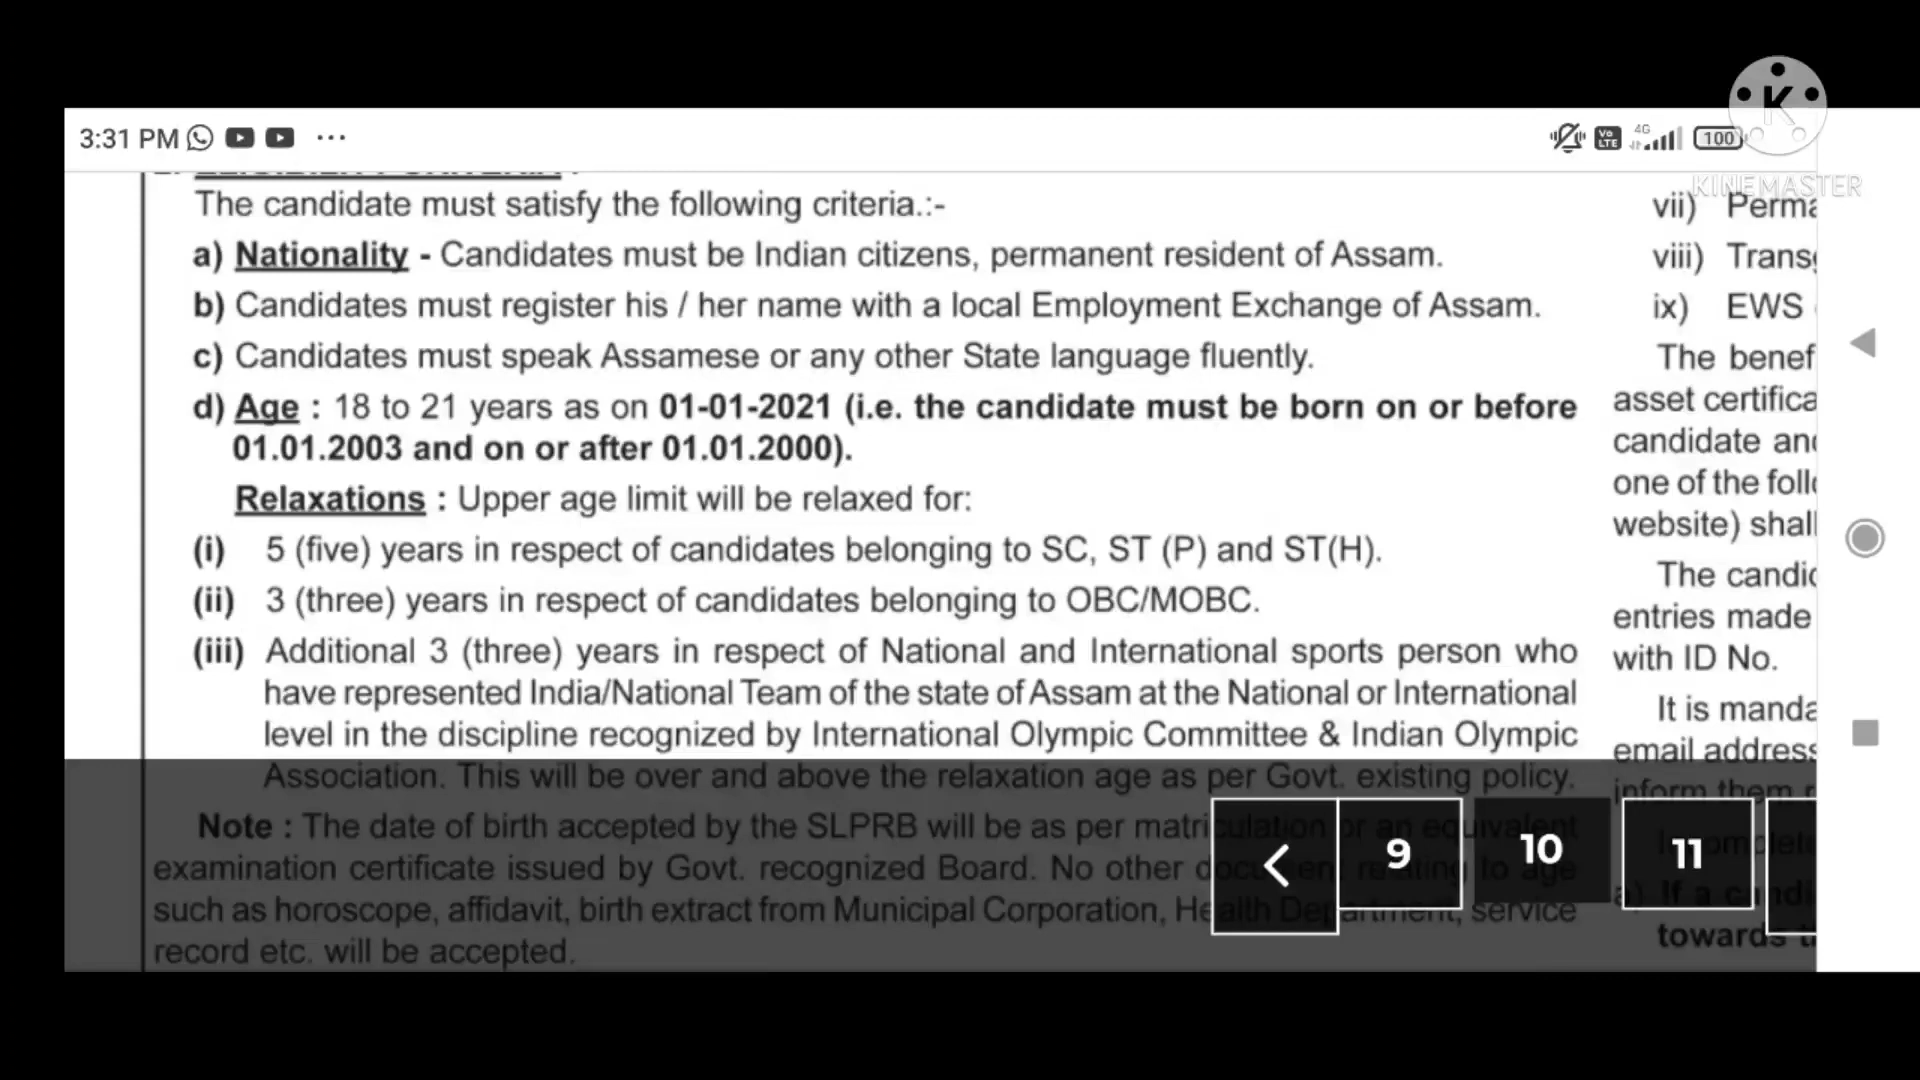 3:31 PM
4G
Vo
LTE
100
K
KINEMASTER
The candidate must satisfy the following criteria.:-
a) Nationality - Candidates must be Indian citizens, permanent resident of Assam.
b) Candidates must register his / her name with a local Employment Exchange of Assam.
c) Candidates must speak Assamese or any other State language fluently.
d) Age : 18 to 21 years as on 01-01-2021 (i.e. the candidate must be born on or before
01.01.2003 and on or after 01.01.2000).
Relaxations : Upper age limit will be relaxed for:
(i) 5 (five) years in respect of candidates belonging to SC, ST (P) and ST(H).
(ii) 3 (three) years in respect of candidates belonging to OBC/MOBC.
(iii) Additional 3 (three) years in respect of National and International sports person who
have represented India/National Team of the state of Assam at the National or International
level in the discipline recognized by International Olympic Committee & Indian Olympic
Association. This will be over and above the relaxation age as per Govt. existing policy.
Note : The date of birth accepted by the SLPRB will be as per matriculation or an equivalent
examination certificate issued by Govt. recognized Board. No other document relating to age
such as horoscope, affidavit, birth extract from Municipal Corporation, Health Department, service
record etc. will be accepted.
vii)
viii)
ix) EWS
The
asset
candidate
one of the
website)
The
entries made
with ID No.
It is
email
inform them
a) If a
towards
9
10
11